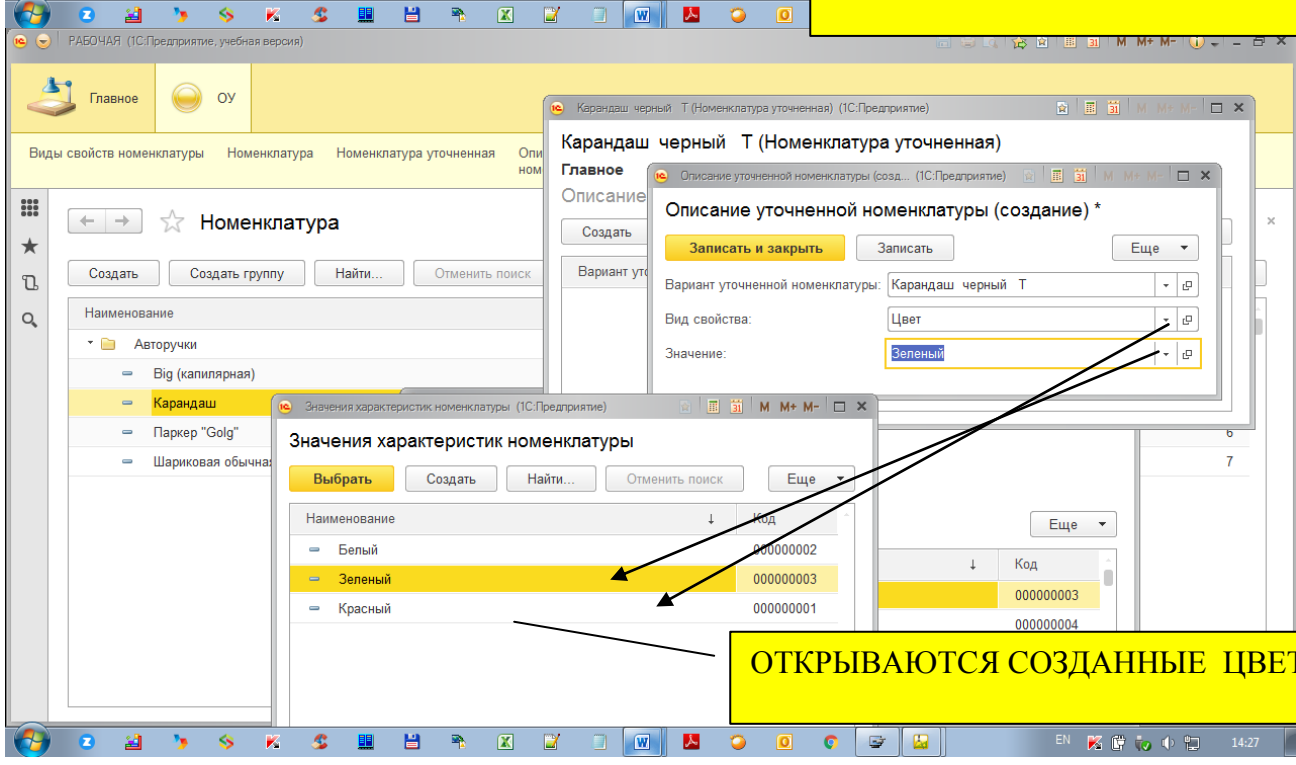 РАБОЧАЯ (1С:Предприятие, учебная версия)
M M+ M-
Главное
ОУ
Виды свойств номенклатуры Номенклатура Номенклатура уточненная Опи
ном
Номенклатура
Создать Создать группу Найти... Отменить поиск
Наименование
Авторучки
Big (капилярная)
Карандаш
Паркер "Golg"
Шариковая обычная
Карандаш черный Т (Номенклатура уточненная) (1С:Предприятие)
M M+ M-
Карандаш черный Т (Номенклатура уточненная)
Главное
Описание
Создать
Вариант уто
Описание уточненной номенклатуры (созд... (1С:Предприятие)
M M+ M-
Описание уточненной номенклатуры (создание) *
Записать и закрыть Записать Еще
Вариант уточненной номенклатуры: Карандаш черный Т
Вид свойства: Цвет
Значение: Зеленый
6
7
Значения характеристик номенклатуры (1С:Предприятие)
M M+ M-
Значения характеристик номенклатуры
Выбрать Создать Найти... Отменить поиск Еще
Наименование ↓ Код
Белый 000000002
Зеленый 000000003
Красный 000000001
Еще
↓ Код
000000003
000000004
ОТКРЫВАЮТСЯ СОЗДАННЫЕ ЦВЕТ
EN 14:27